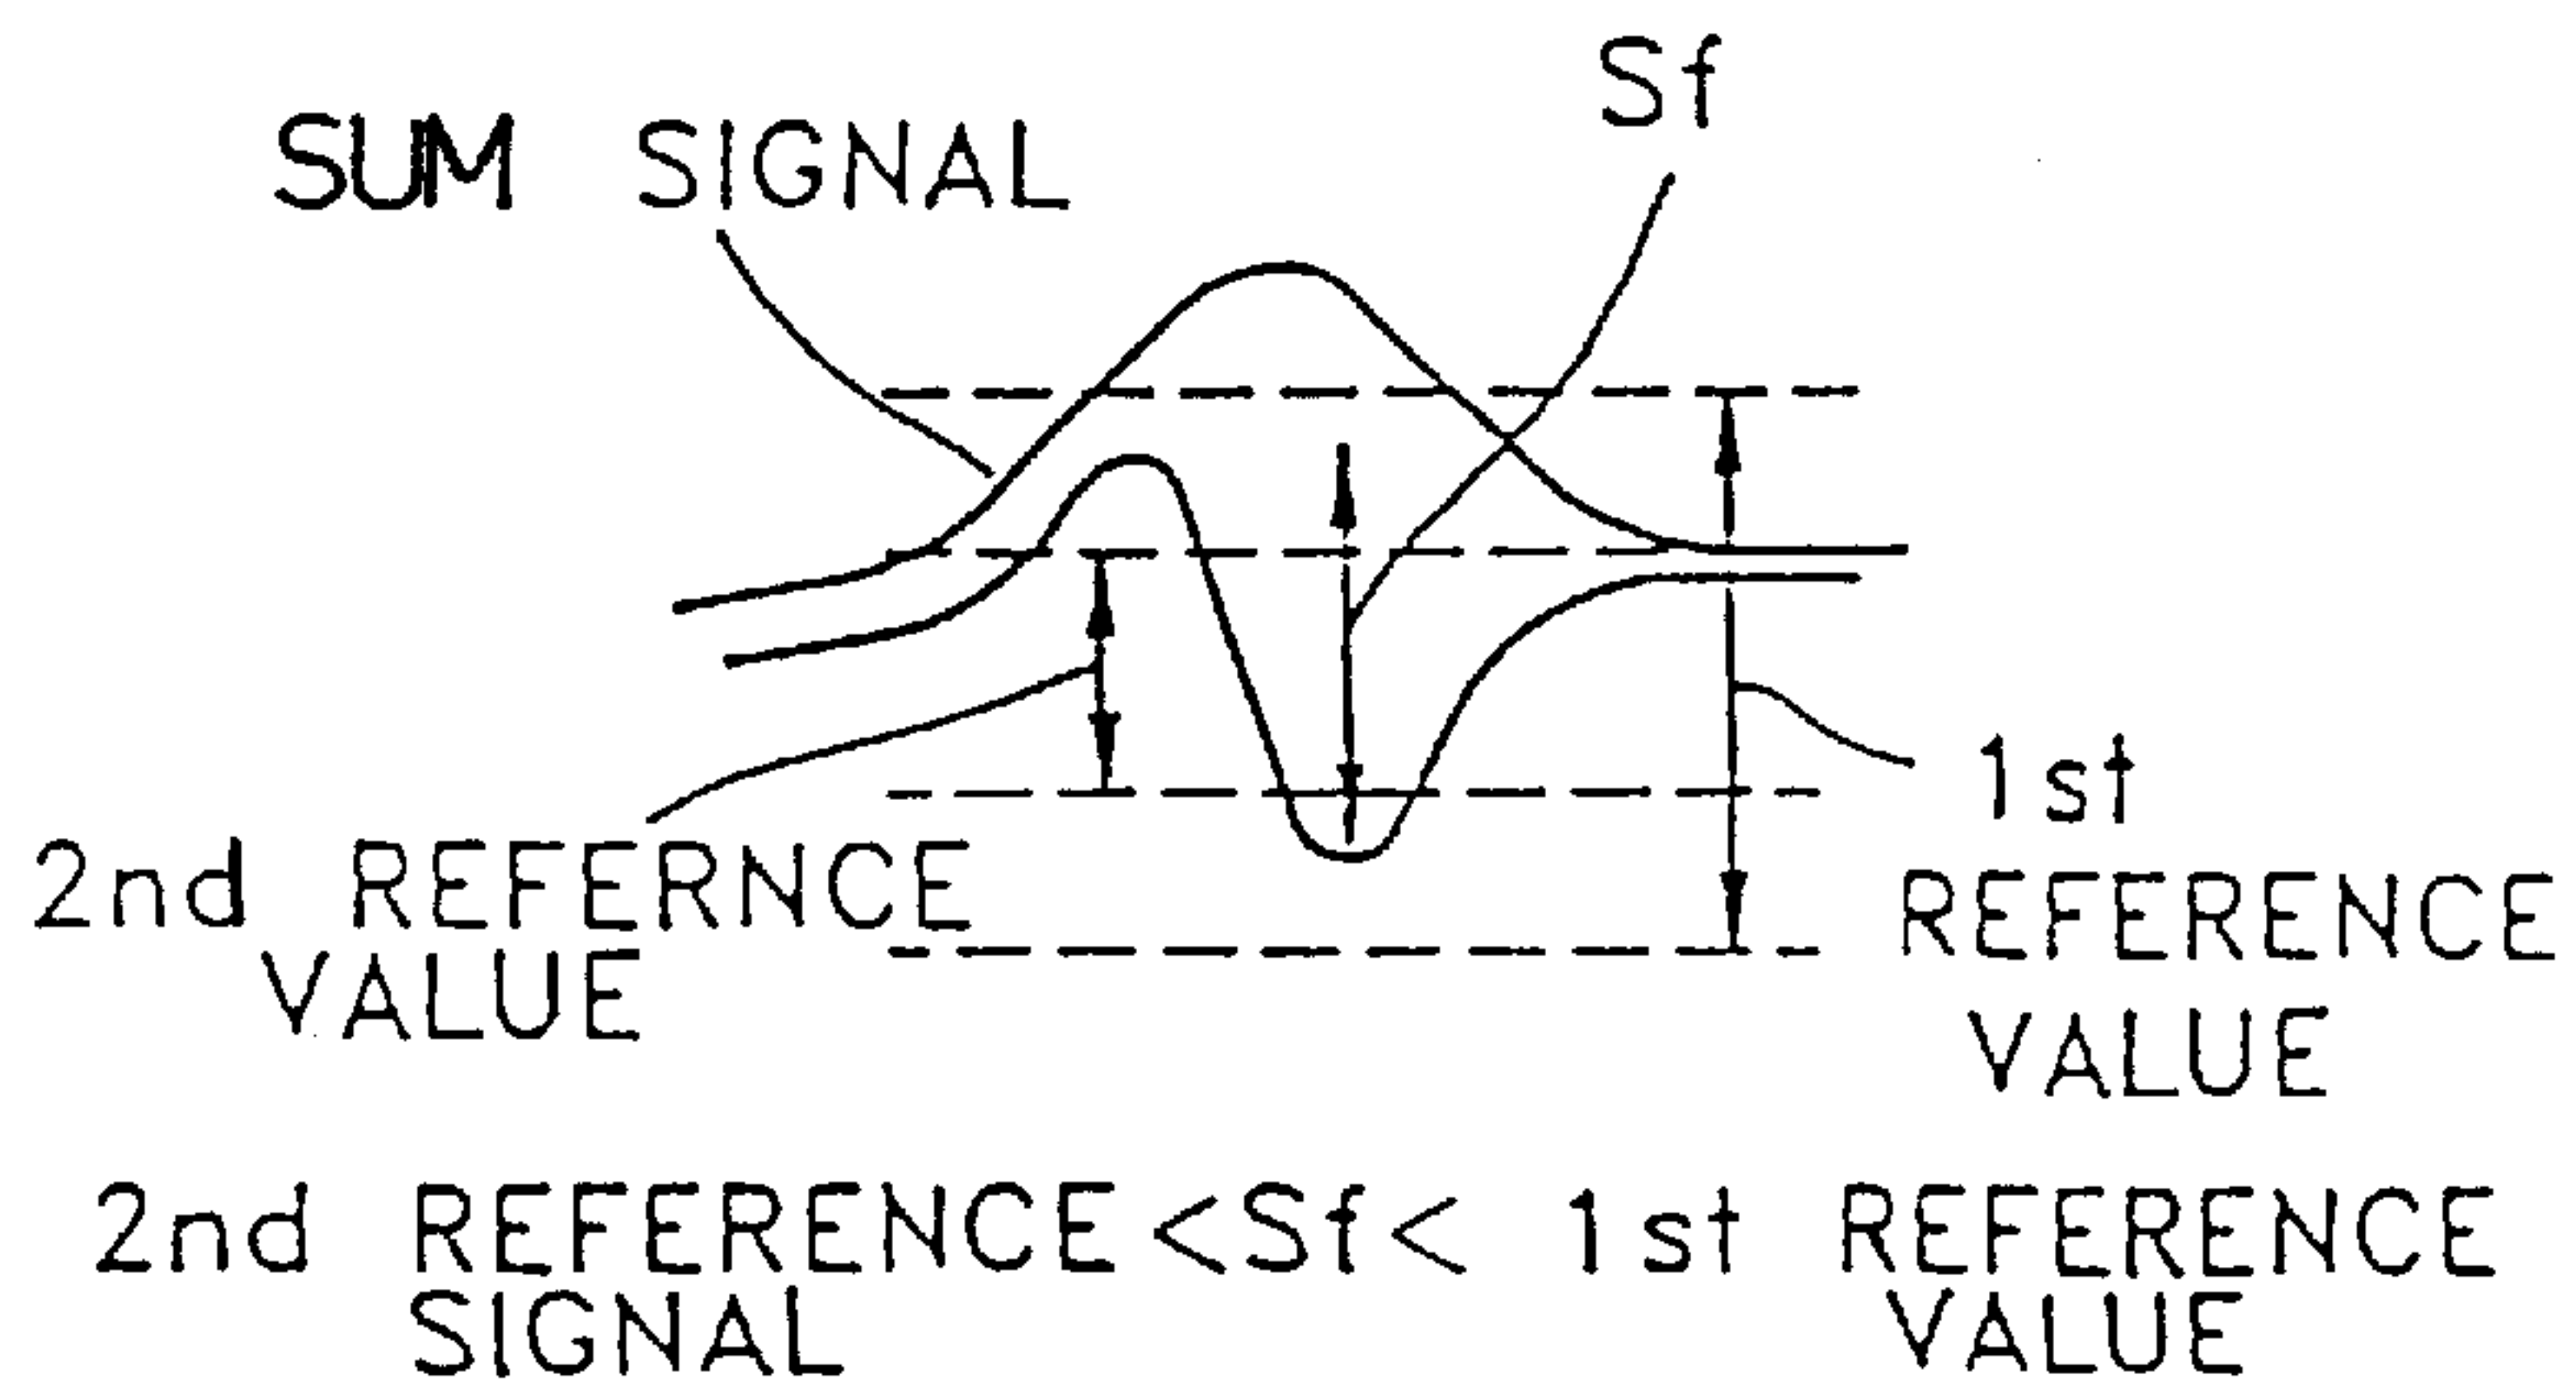 Sf
SUM SIGNAL
1st
REFERENCE
VALUE
2nd REFERNCE
VALUE
2nd REFERENCE<Sf< 1st REFERENCE
SIGNAL VALUE